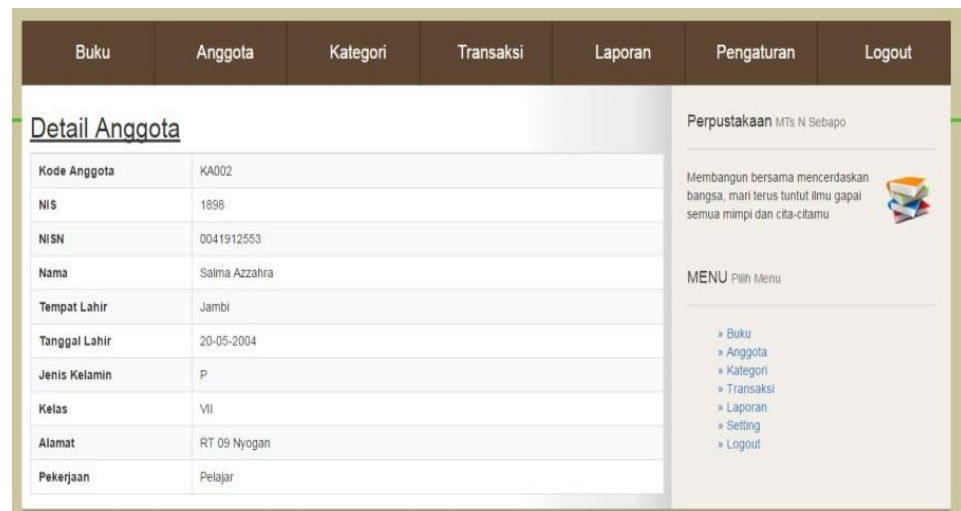 Buku Anggota Kategori Transaksi Laporan Pengaturan Logout
Detail Anggota
Kode Anggota KA002
NIS 1898
NISN 0041912553
Nama Salma Azzahra
Tempat Lahir Jambi
Tanggal Lahir 20-05-2004
Jenis Kelamin P
Kelas VII
Alamat RT 09 Nyogan
Pekerjaan Pelajar
Perpustakaan MTs N Sebapo
Membangun bersama mencerdaskan
bangsa, mari terus tuntut ilmu gapai
semua mimpi dan cita-citamu
MENU Pilih Menu
» Buku
» Anggota
» Kategori
» Transaksi
» Laporan
» Setting
» Logout